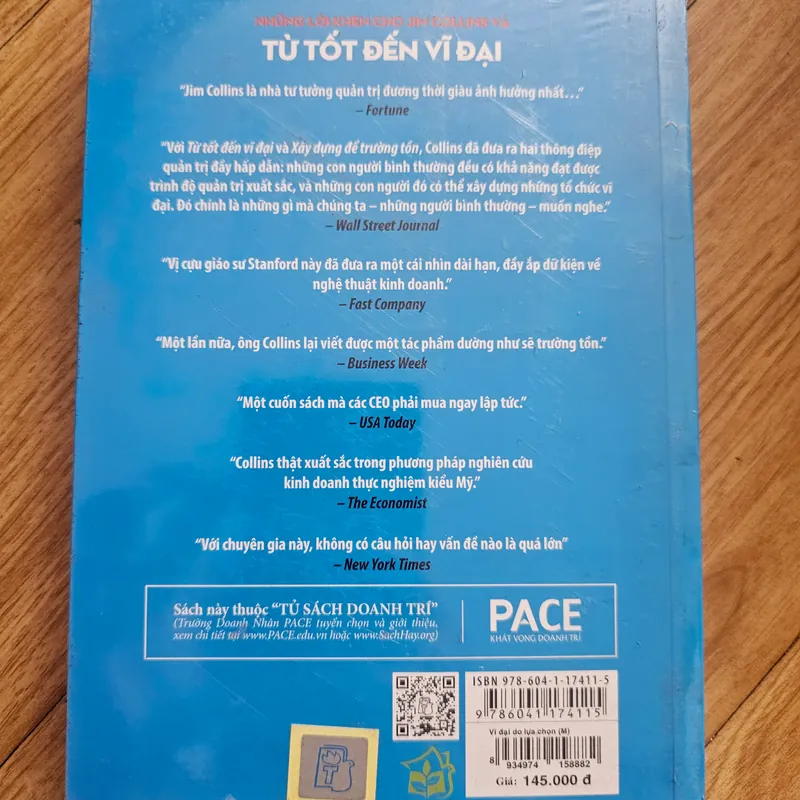 NHỮNG LỜI KHEN CHO JIM COLLINS VÀ
TỪ TỐT ĐẾN VĨ ĐẠI
“Jim Collins là nhà tư tưởng quản trị đương thời giàu ảnh hưởng nhất…”
– Fortune
“Với Từ tốt đến vĩ đại và Xây dựng để trường tồn, Collins đã đưa ra hai thông điệp
quản trị đầy hấp dẫn: những con người bình thường đều có khả năng đạt được
trình độ quản trị xuất sắc, và những con người đó có thể xây dựng những tổ chức vĩ
đại. Đó chính là những gì mà chúng ta – những người bình thường – muốn nghe.”
– Wall Street Journal
“Vị cựu giáo sư Stanford này đã đưa ra một cái nhìn dài hạn, đầy ắp dữ kiện về
nghệ thuật kinh doanh.”
– Fast Company
“Một lần nữa, ông Collins lại viết được một tác phẩm dường như sẽ trường tồn.”
– Business Week
“Một cuốn sách mà các CEO phải mua ngay lập tức.”
– USA Today
“Collins thật xuất sắc trong phương pháp nghiên cứu
kinh doanh thực nghiệm kiểu Mỹ.”
– The Economist
“Với chuyên gia này, không có câu hỏi hay vấn đề nào là quá lớn”
– New York Times
Sách này thuộc “TỦ SÁCH DOANH TRÍ”
(Trường Doanh Nhân PACE tuyển chọn và giới thiệu,
xem chi tiết tại www.PACE.edu.vn hoặc www.SachHay.org)
PACE
KHÁT VỌNG DOANH TRÍ
ISBN 978-604-1-17411-5
9 786041 174115
Vĩ đại do lựa chọn (M)
8 934974 158882
Giá: 145.000 đ